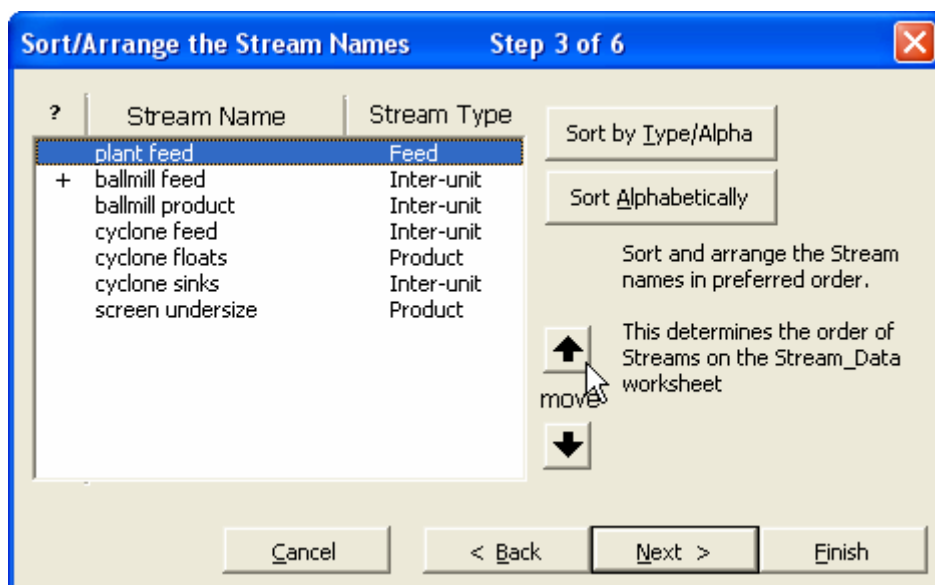 Sort/Arrange the Stream Names Step 3 of 6
? Stream Name Stream Type
plant feed Feed
+ ballmill feed Inter-unit
ballmill product Inter-unit
cyclone feed Inter-unit
cyclone floats Product
cyclone sinks Inter-unit
screen undersize Product
Sort by Type/Alpha
Sort Alphabetically
Sort and arrange the Stream
names in preferred order.
This determines the order of
Streams on the Stream_Data
worksheet
move
Cancel
< Back
Next >
Finish